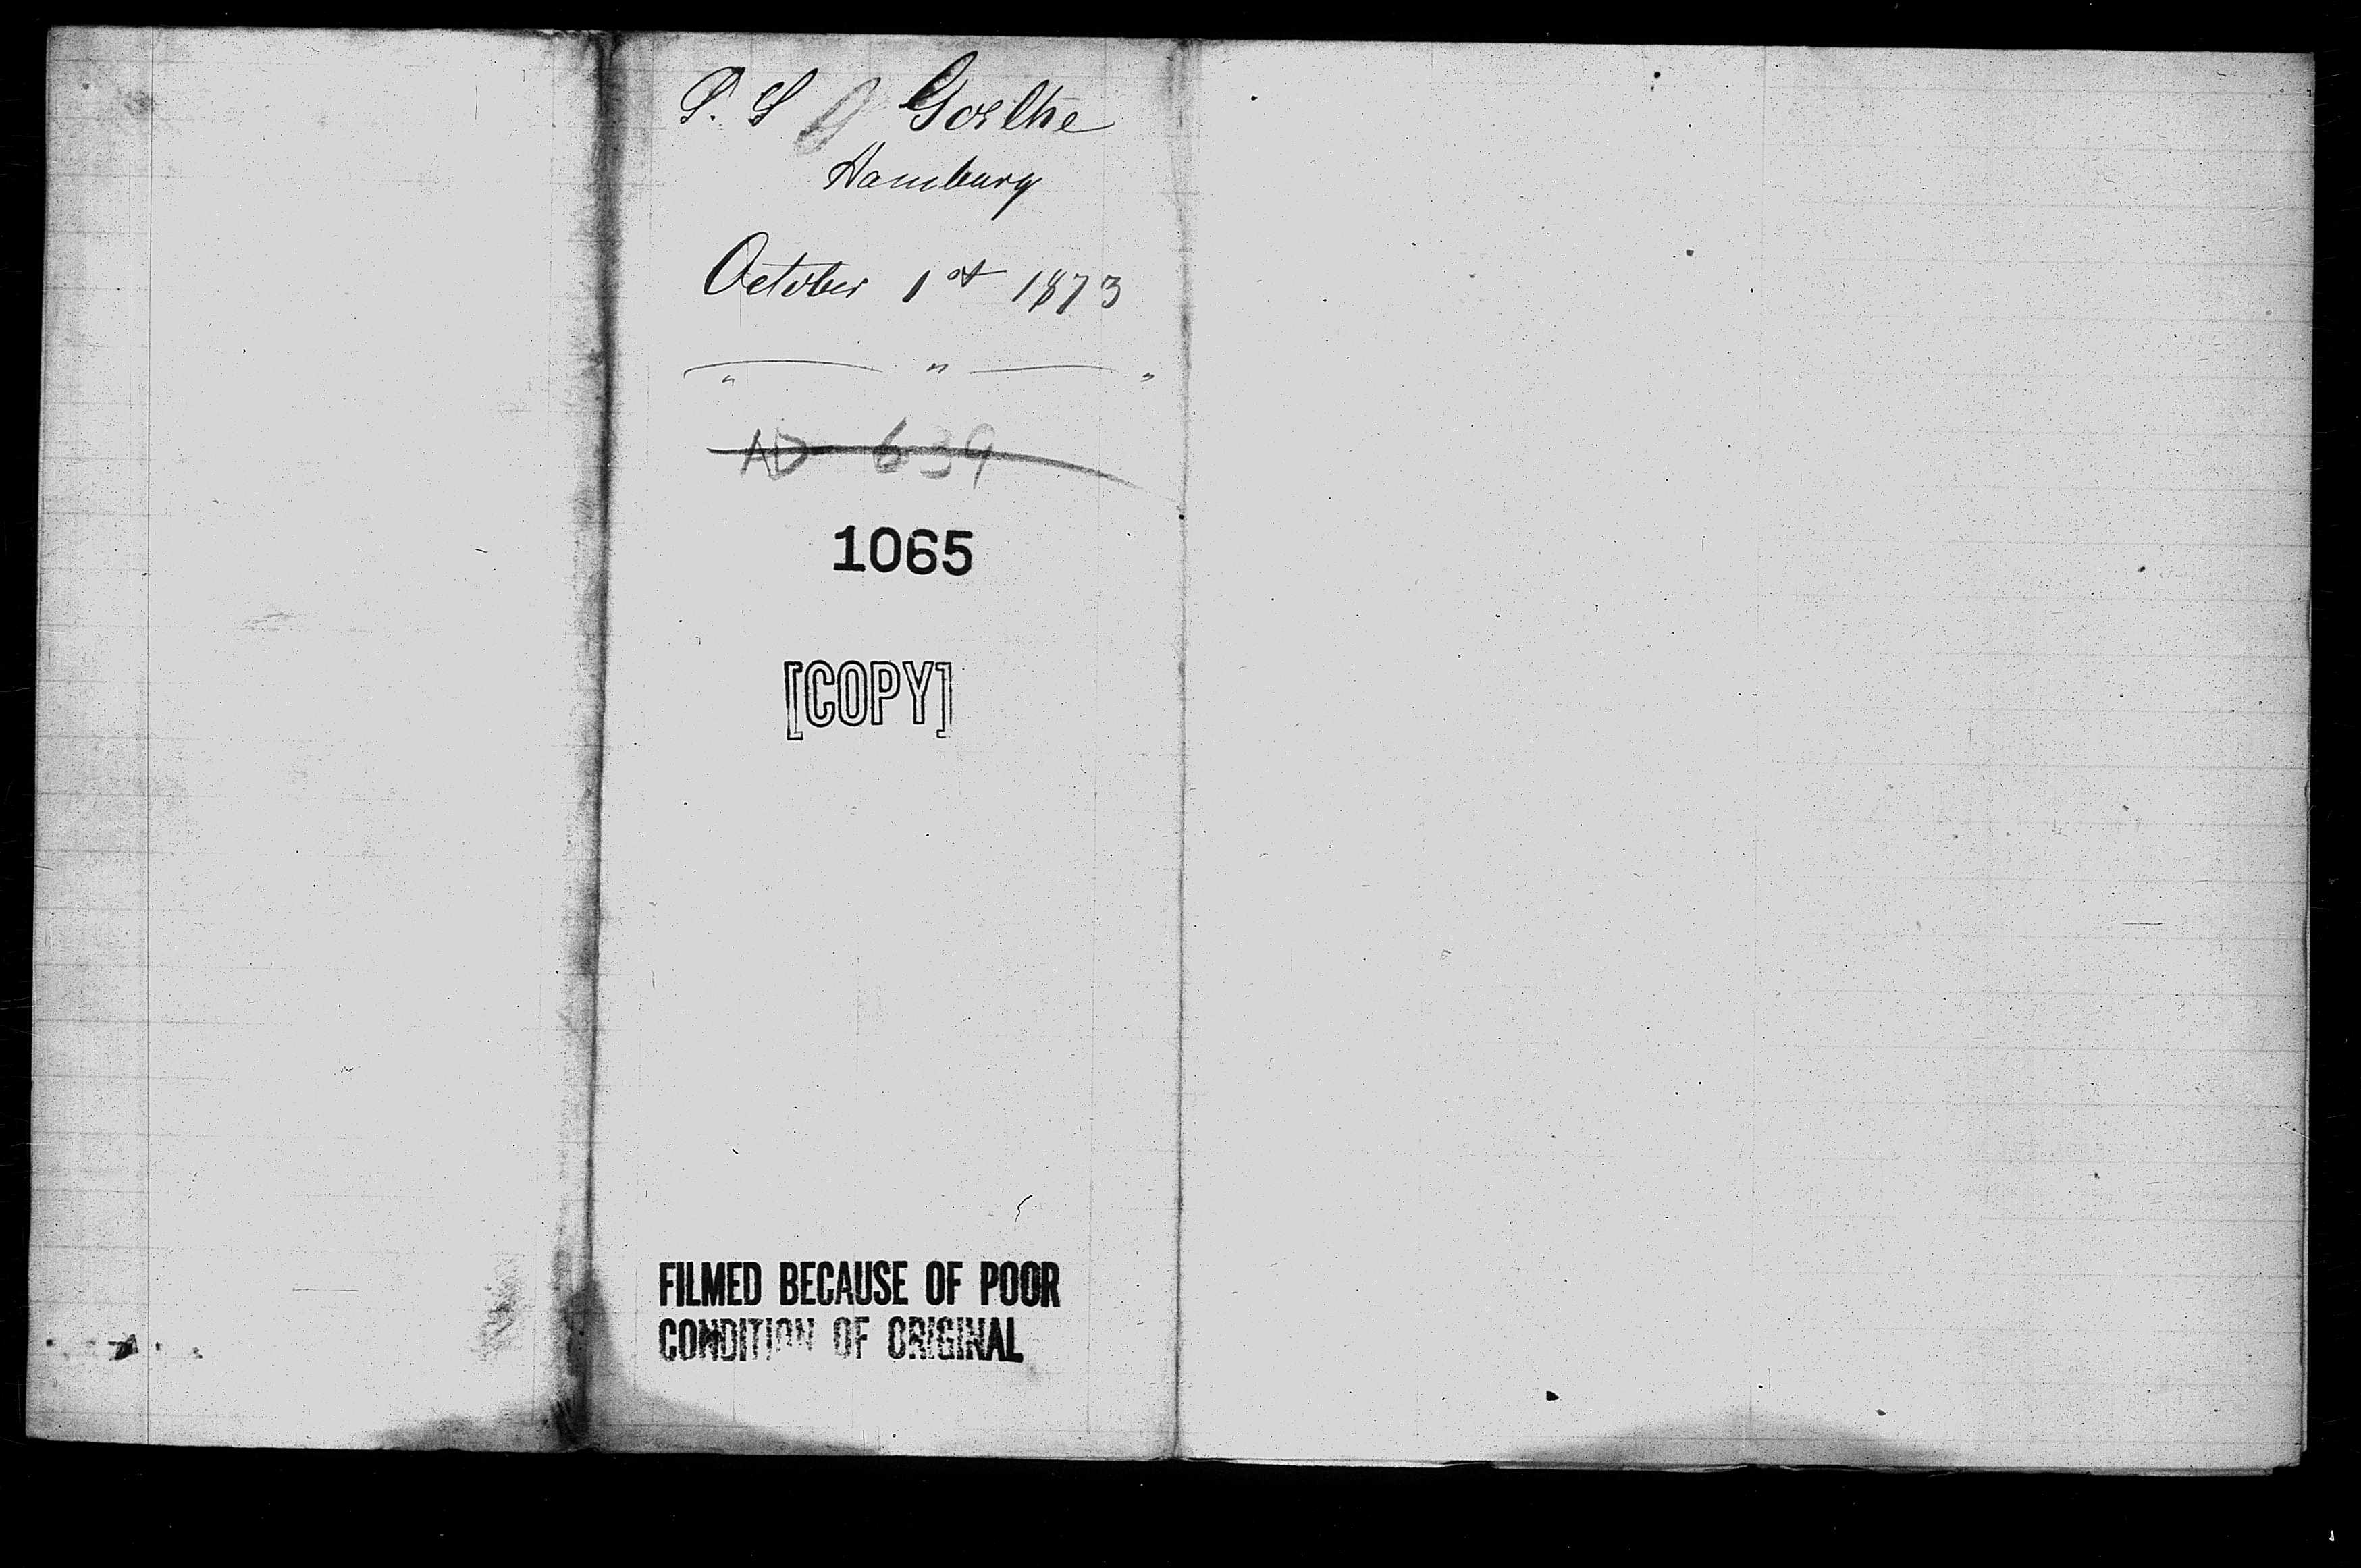 P. S. Goethe
Hamburg
October 1st 1873
" " "
AD 639
1065
[COPY]
FILMED BECAUSE OF POOR
CONDITION OF ORIGINAL